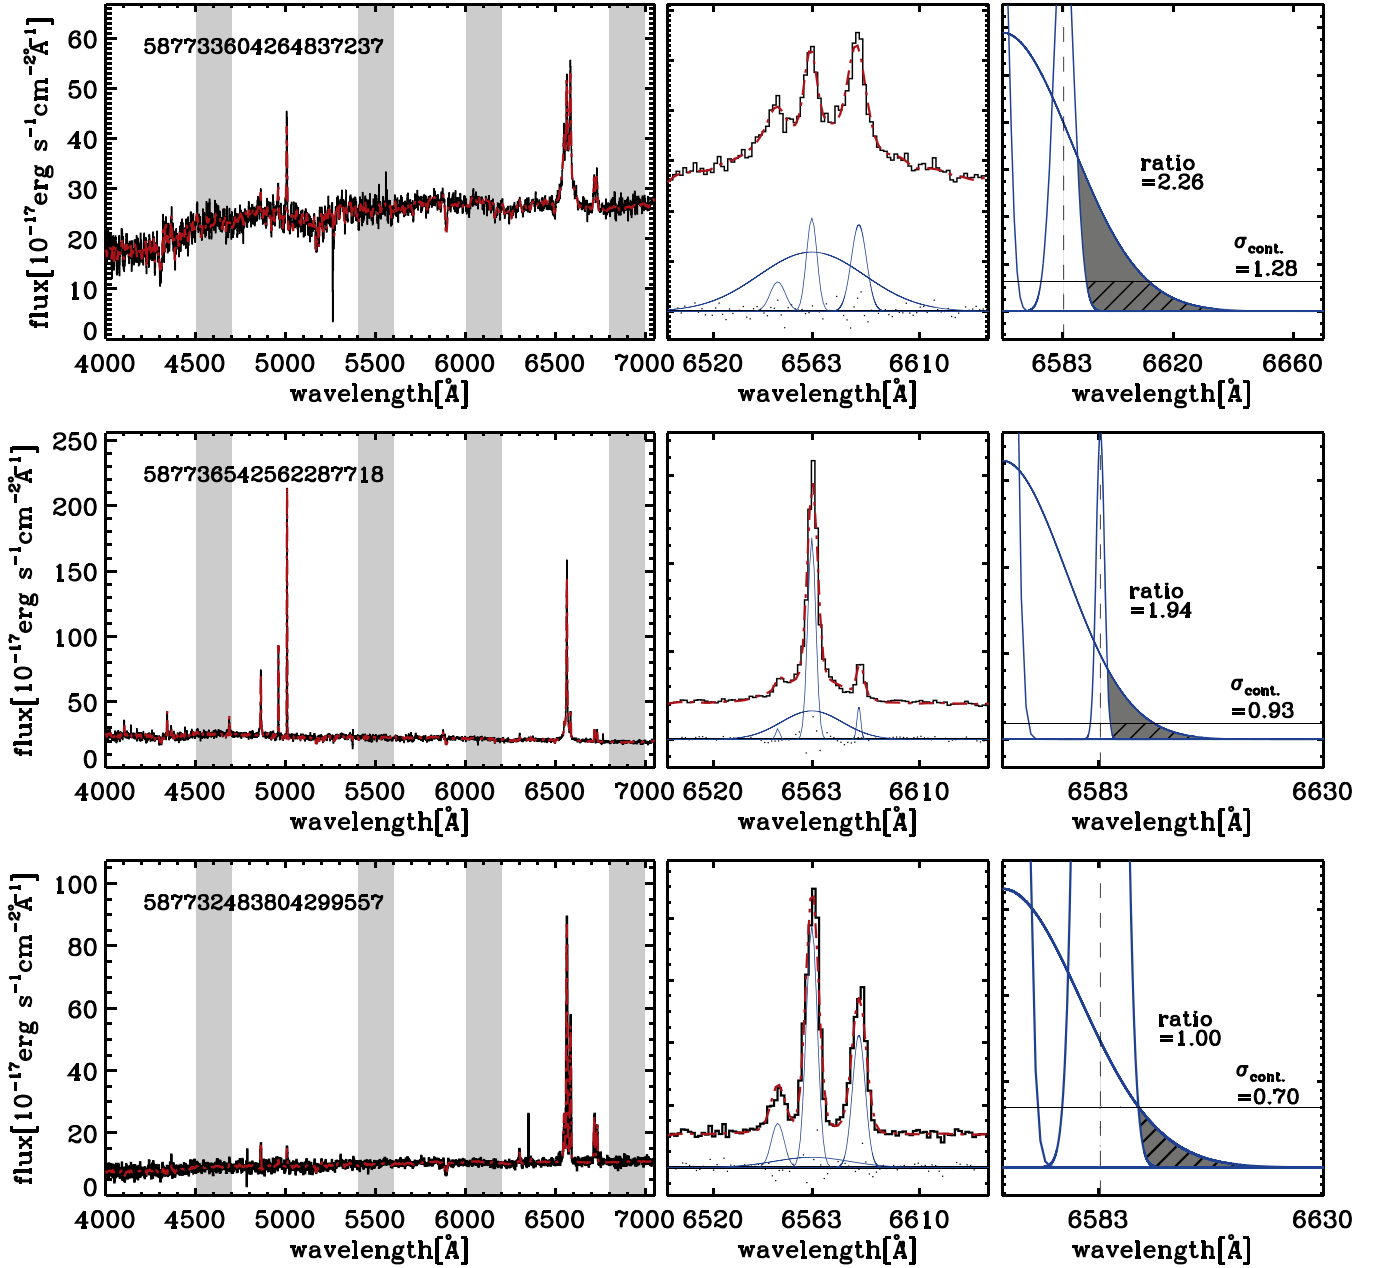 flux[10⁻¹⁷erg s⁻¹cm⁻²Å⁻¹]
60
50
40
30
20
10
0
587733604264837237
4000 4500 5000 5500 6000 6500 7000
wavelength[Å]
6520 6563 6610
wavelength[Å]
ratio
=2.26
σcont.
=1.28
6583 6620 6660
wavelength[Å]
flux[10⁻¹⁷erg s⁻¹cm⁻²Å⁻¹]
250
200
150
100
50
0
587736542562287718
4000 4500 5000 5500 6000 6500 7000
wavelength[Å]
6520 6563 6610
wavelength[Å]
ratio
=1.94
σcont.
=0.93
6583 6630
wavelength[Å]
flux[10⁻¹⁷erg s⁻¹cm⁻²Å⁻¹]
100
80
60
40
20
0
587732483804299557
4000 4500 5000 5500 6000 6500 7000
wavelength[Å]
6520 6563 6610
wavelength[Å]
ratio
=1.00
σcont.
=0.70
6583 6630
wavelength[Å]